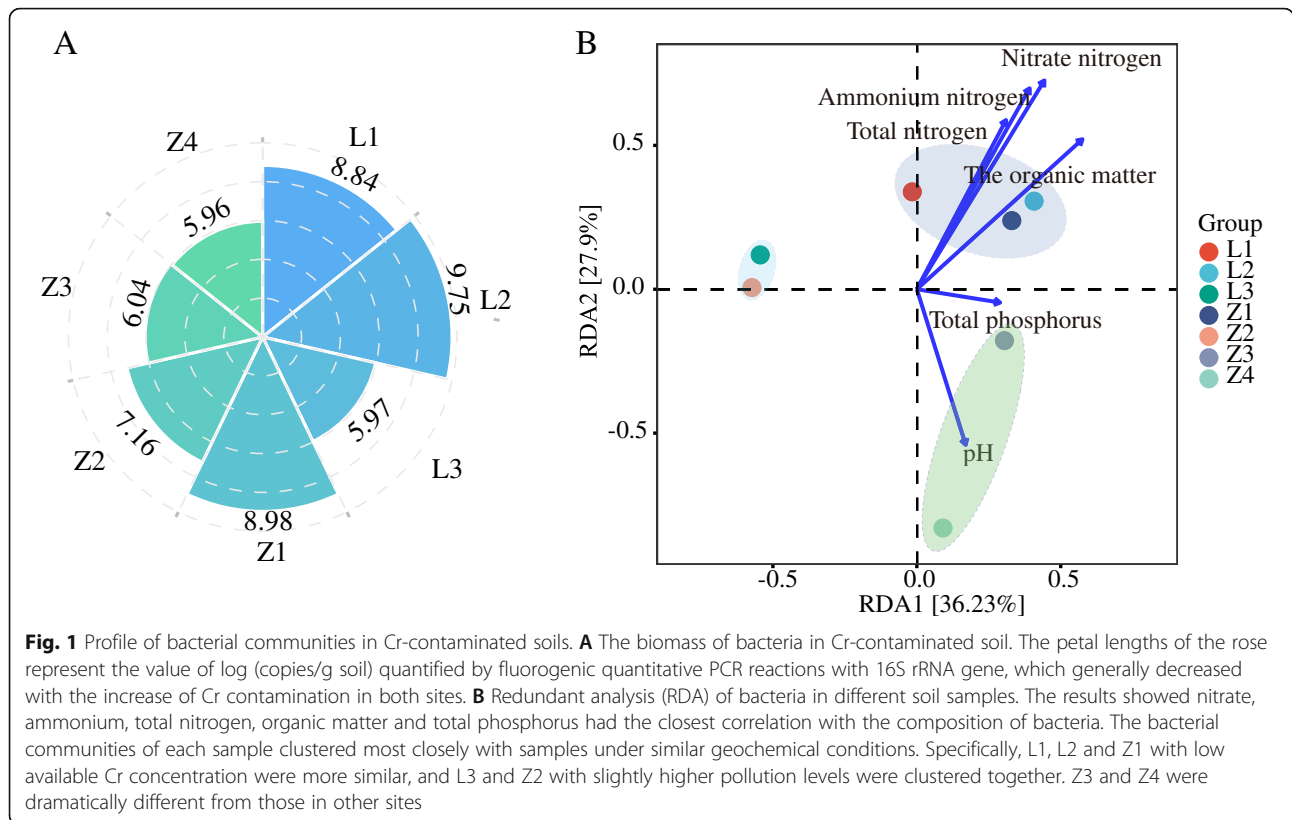 A
Z4
L1
5.96
8.84
Z3
6.04
9.75
L2
7.16
5.97
Z2
L3
8.98
Z1
B
Nitrate nitrogen
Ammonium nitrogen
Total nitrogen
The organic matter
Total phosphorus
pH
0.5
0.0
-0.5
RDA2 [27.9%]
-0.5
0.0
0.5
RDA1 [36.23%]
Group
L1
L2
L3
Z1
Z2
Z3
Z4
Fig. 1 Profile of bacterial communities in Cr-contaminated soils. A The biomass of bacteria in Cr-contaminated soil. The petal lengths of the rose
represent the value of log (copies/g soil) quantified by fluorogenic quantitative PCR reactions with 16S rRNA gene, which generally decreased
with the increase of Cr contamination in both sites. B Redundant analysis (RDA) of bacteria in different soil samples. The results showed nitrate,
ammonium, total nitrogen, organic matter and total phosphorus had the closest correlation with the composition of bacteria. The bacterial
communities of each sample clustered most closely with samples under similar geochemical conditions. Specifically, L1, L2 and Z1 with low
available Cr concentration were more similar, and L3 and Z2 with slightly higher pollution levels were clustered together. Z3 and Z4 were
dramatically different from those in other sites